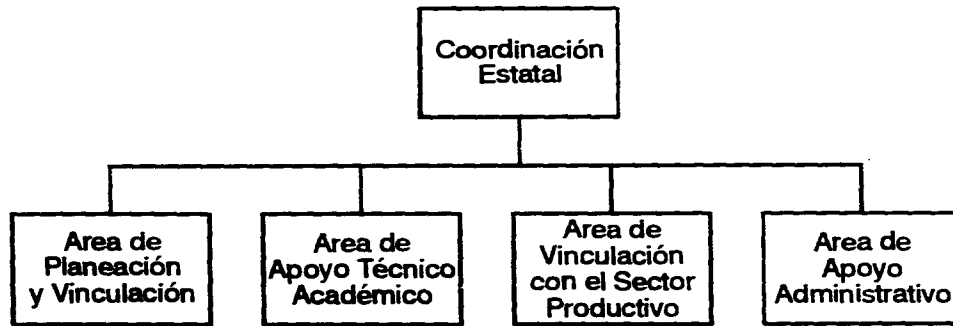 Coordinación
Estatal
Area de
Planeación
y Vinculación
Area de
Apoyo Técnico
Académico
Area de
Vinculación
con el Sector
Productivo
Area de
Apoyo
Administrativo